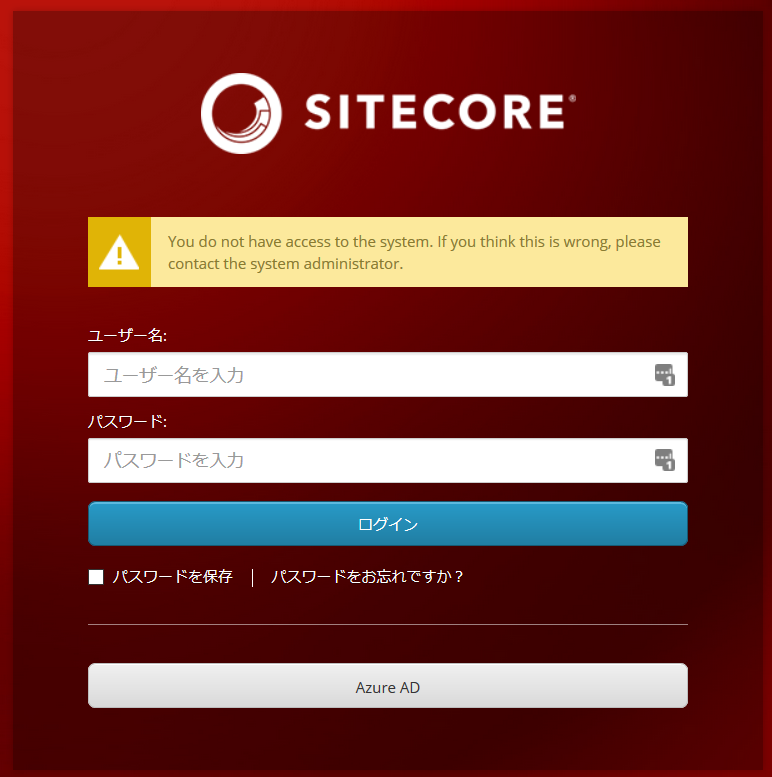 SITECORE®
You do not have access to the system. If you think this is wrong, please
contact the system administrator.
ユーザー名:
ユーザー名を入力
1
パスワード:
パスワードを入力
1
ログイン
パスワードを保存 | パスワードをお忘れですか？
Azure AD